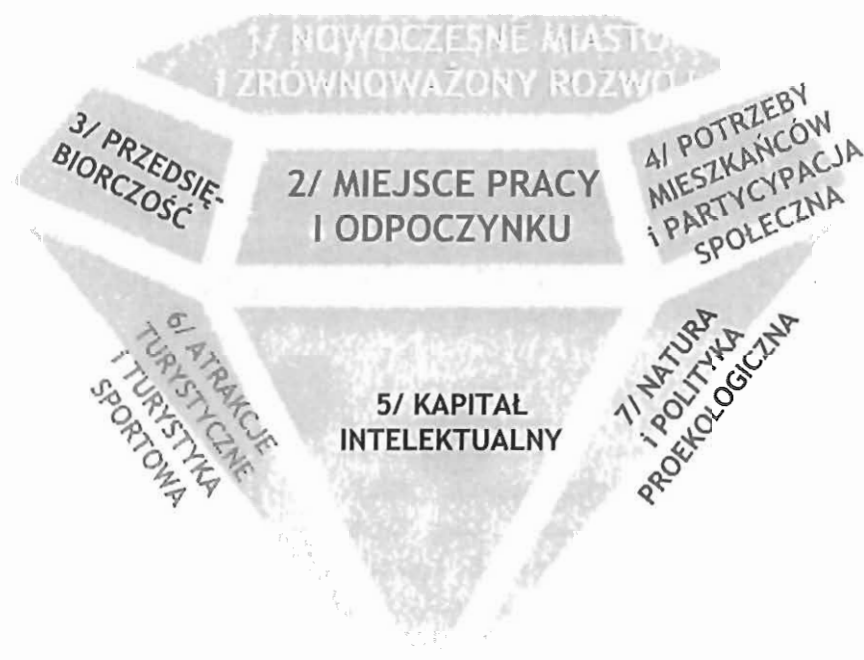 1/ NOWOCZESNE MIASTO
I ZRÓWNOWAŻONY ROZWÓJ
3/ PRZEDSIĘ-
BIORCZOŚĆ
2/ MIEJSCE PRACY
I ODPOCZYNKU
4/ POTRZEBY
MIESZKAŃCÓW
i PARTYCYPACJA
SPOŁECZNA
6/ ATRAKCJE
TURYSTYCZNE
i TURYSTYKA
SPORTOWA
5/ KAPITAŁ
INTELEKTUALNY
7/ NATURA
i POLITYKA
PROEKOLOGICZNA